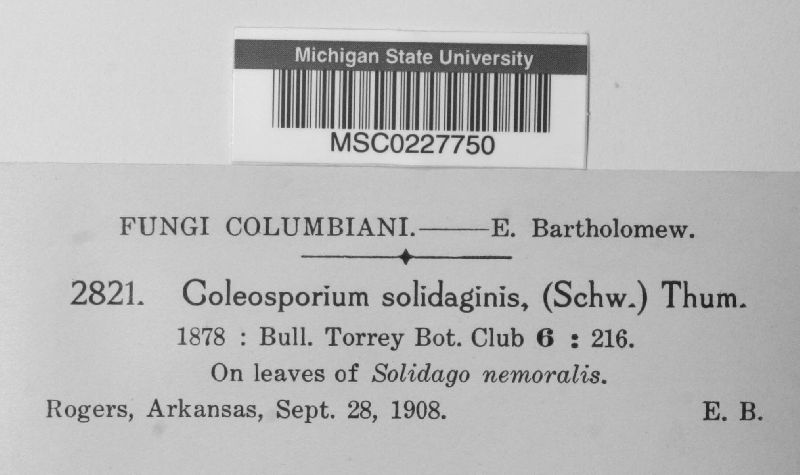 Michigan State University
MSC0227750
FUNGI COLUMBIANI.——E. Bartholomew.
2821. Coleosporium solidaginis, (Schw.) Thum.
1878 : Bull. Torrey Bot. Club 6 : 216.
On leaves of Solidago nemoralis.
Rogers, Arkansas, Sept. 28, 1908. E. B.